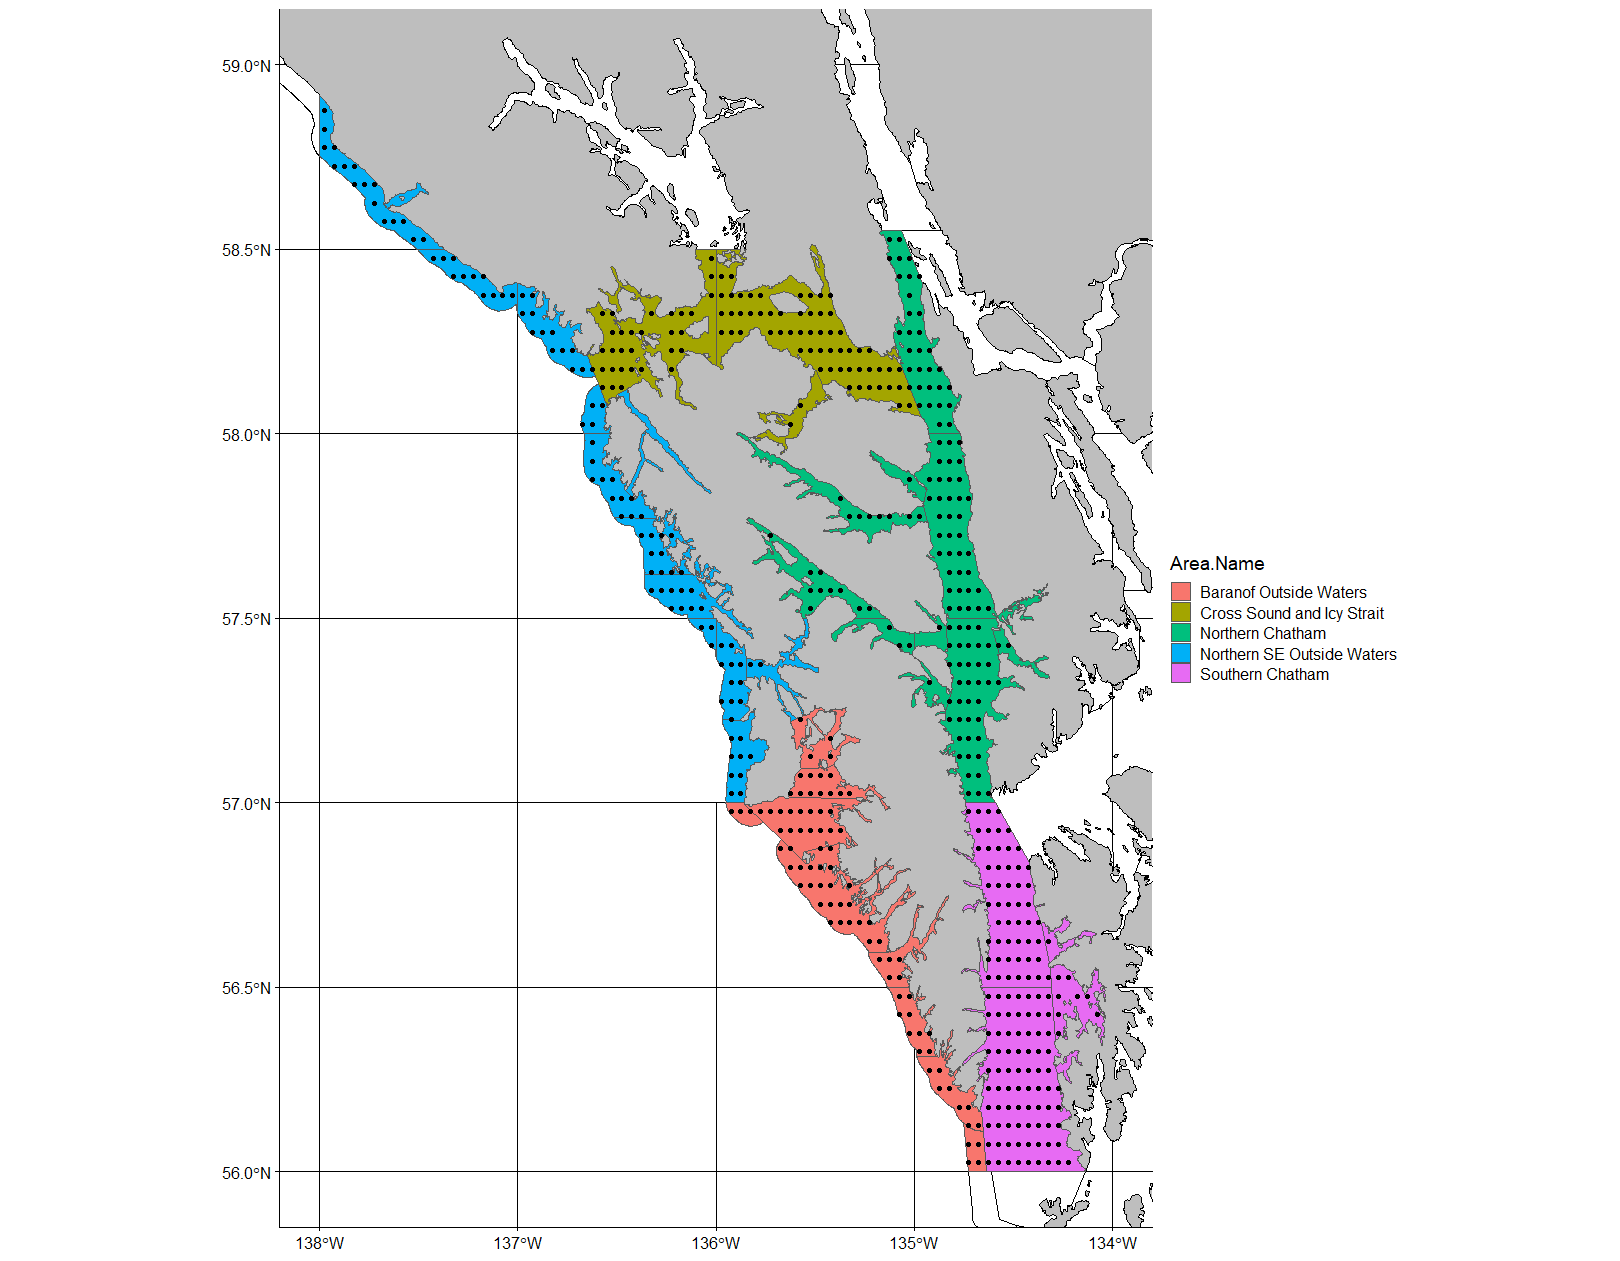 59.0°N
58.5°N
58.0°N
57.5°N
57.0°N
56.5°N
56.0°N
138°W
137°W
136°W
135°W
134°W
Area.Name
Baranof Outside Waters
Cross Sound and Icy Strait
Northern Chatham
Northern SE Outside Waters
Southern Chatham